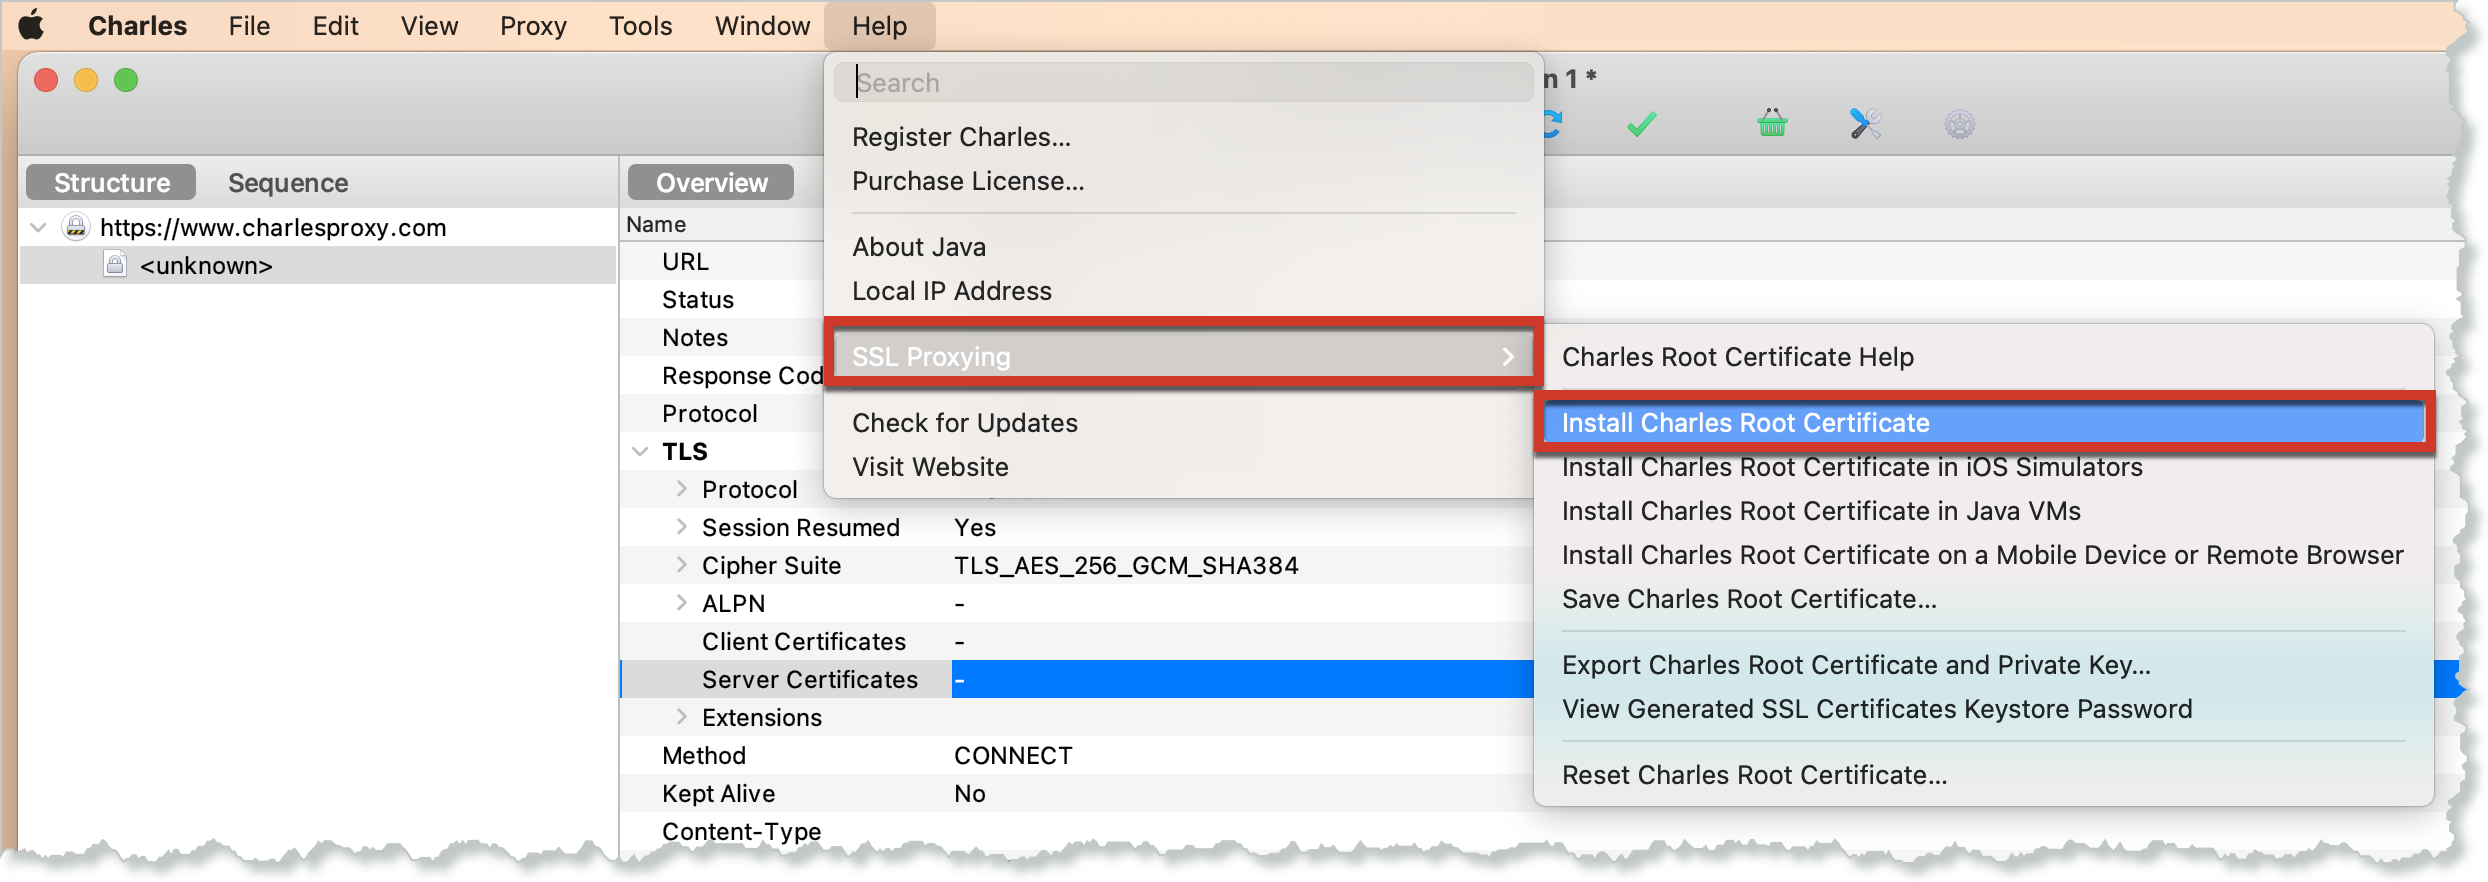 Charles File Edit View Proxy Tools Window Help
Search
n 1 *
Register Charles...
Purchase License...
About Java
Local IP Address
SSL Proxying
Check for Updates
Visit Website
Charles Root Certificate Help
Install Charles Root Certificate
Install Charles Root Certificate in iOS Simulators
Install Charles Root Certificate in Java VMs
Install Charles Root Certificate on a Mobile Device or Remote Browser
Save Charles Root Certificate...
Export Charles Root Certificate and Private Key...
View Generated SSL Certificates Keystore Password
Reset Charles Root Certificate...
Structure Sequence
https://www.charlesproxy.com
<unknown>
Overview
Name
URL
Status
Notes
Response Cod
Protocol
TLS
Protocol
Session Resumed Yes
Cipher Suite TLS_AES_256_GCM_SHA384
ALPN -
Client Certificates -
Server Certificates -
Extensions
Method CONNECT
Kept Alive No
Content-Type